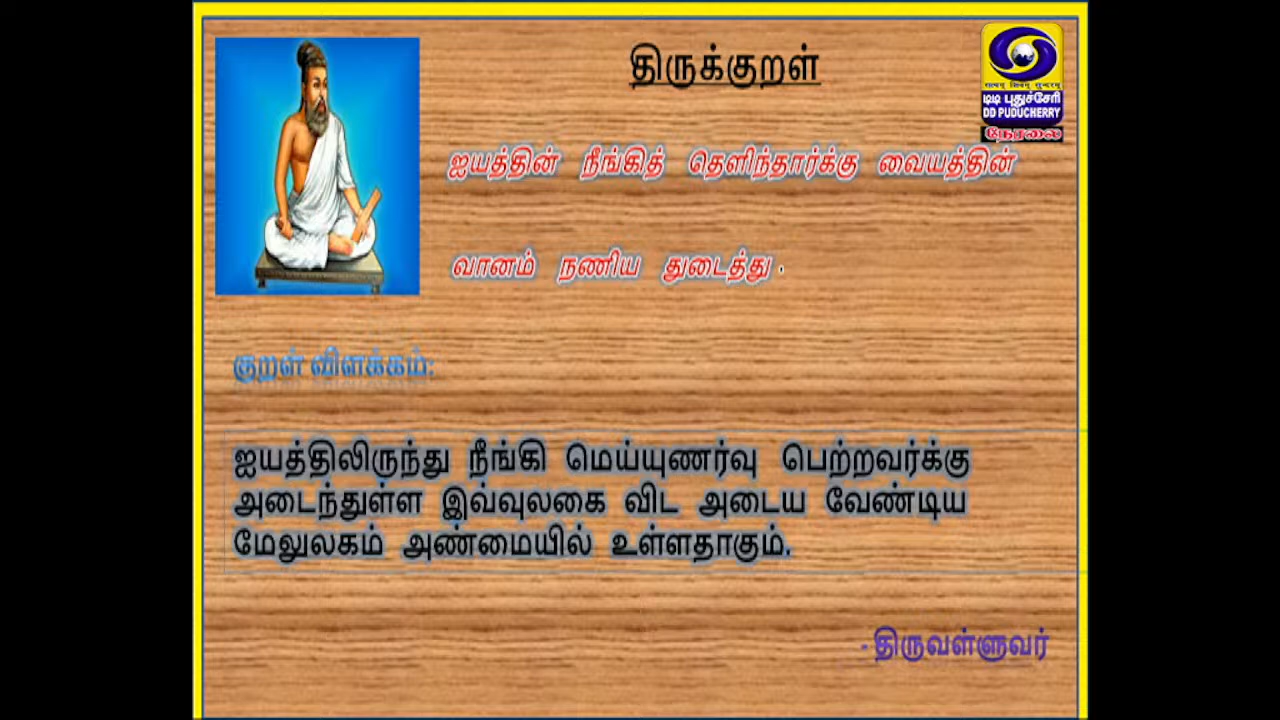 திருக்குறள்
டிடி புதுச்சேரி
DD PUDUCHERRY
நேரலை
ஐயத்தின் நீங்கித் தெளிந்தார்க்கு வையத்தின்
வானம் நணிய துடைத்து .
குறள் விளக்கம்:
ஐயத்திலிருந்து நீங்கி மெய்யுணர்வு பெற்றவர்க்கு
அடைந்துள்ள இவ்வுலகை விட அடைய வேண்டிய
மேலுலகம் அண்மையில் உள்ளதாகும்.
- திருவள்ளுவர்